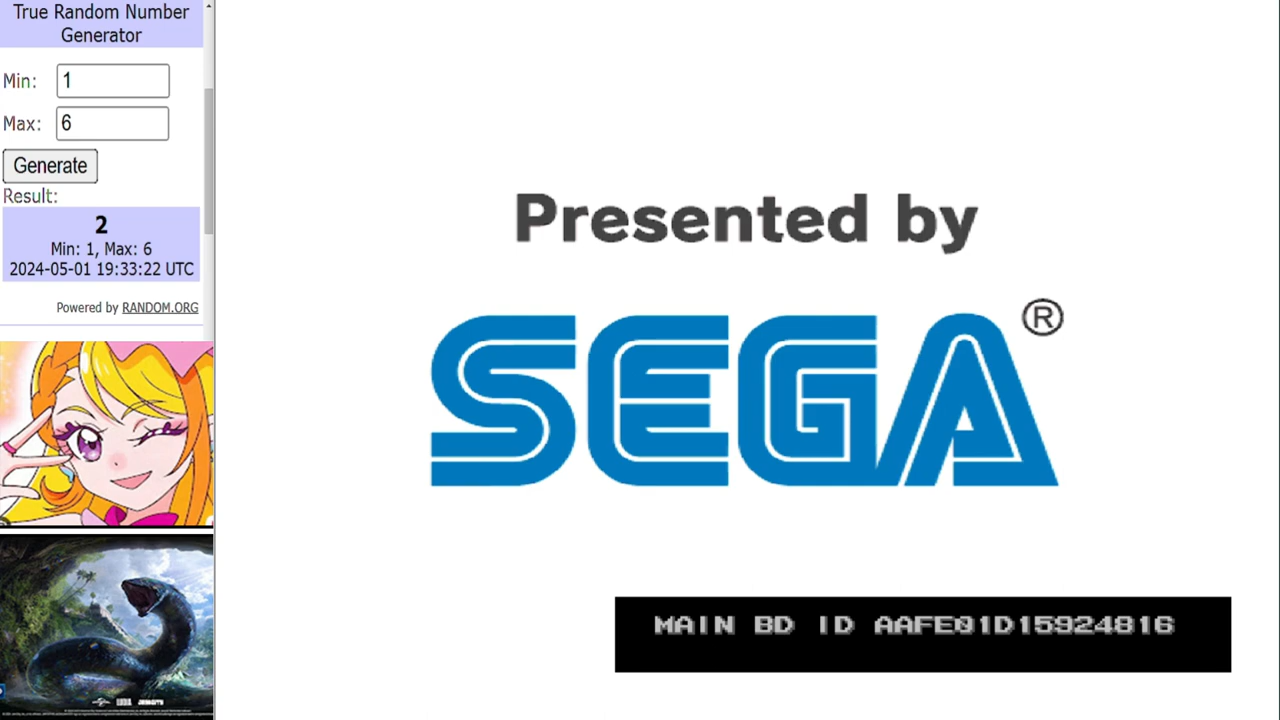 True Random Number
Generator
Min: 1
Max: 6
Generate
Result:
2
Min: 1, Max: 6
2024-05-01 19:33:22 UTC
Powered by RANDOM.ORG
Presented by
SEGA®
MAIN BD ID AAFE01D15924816